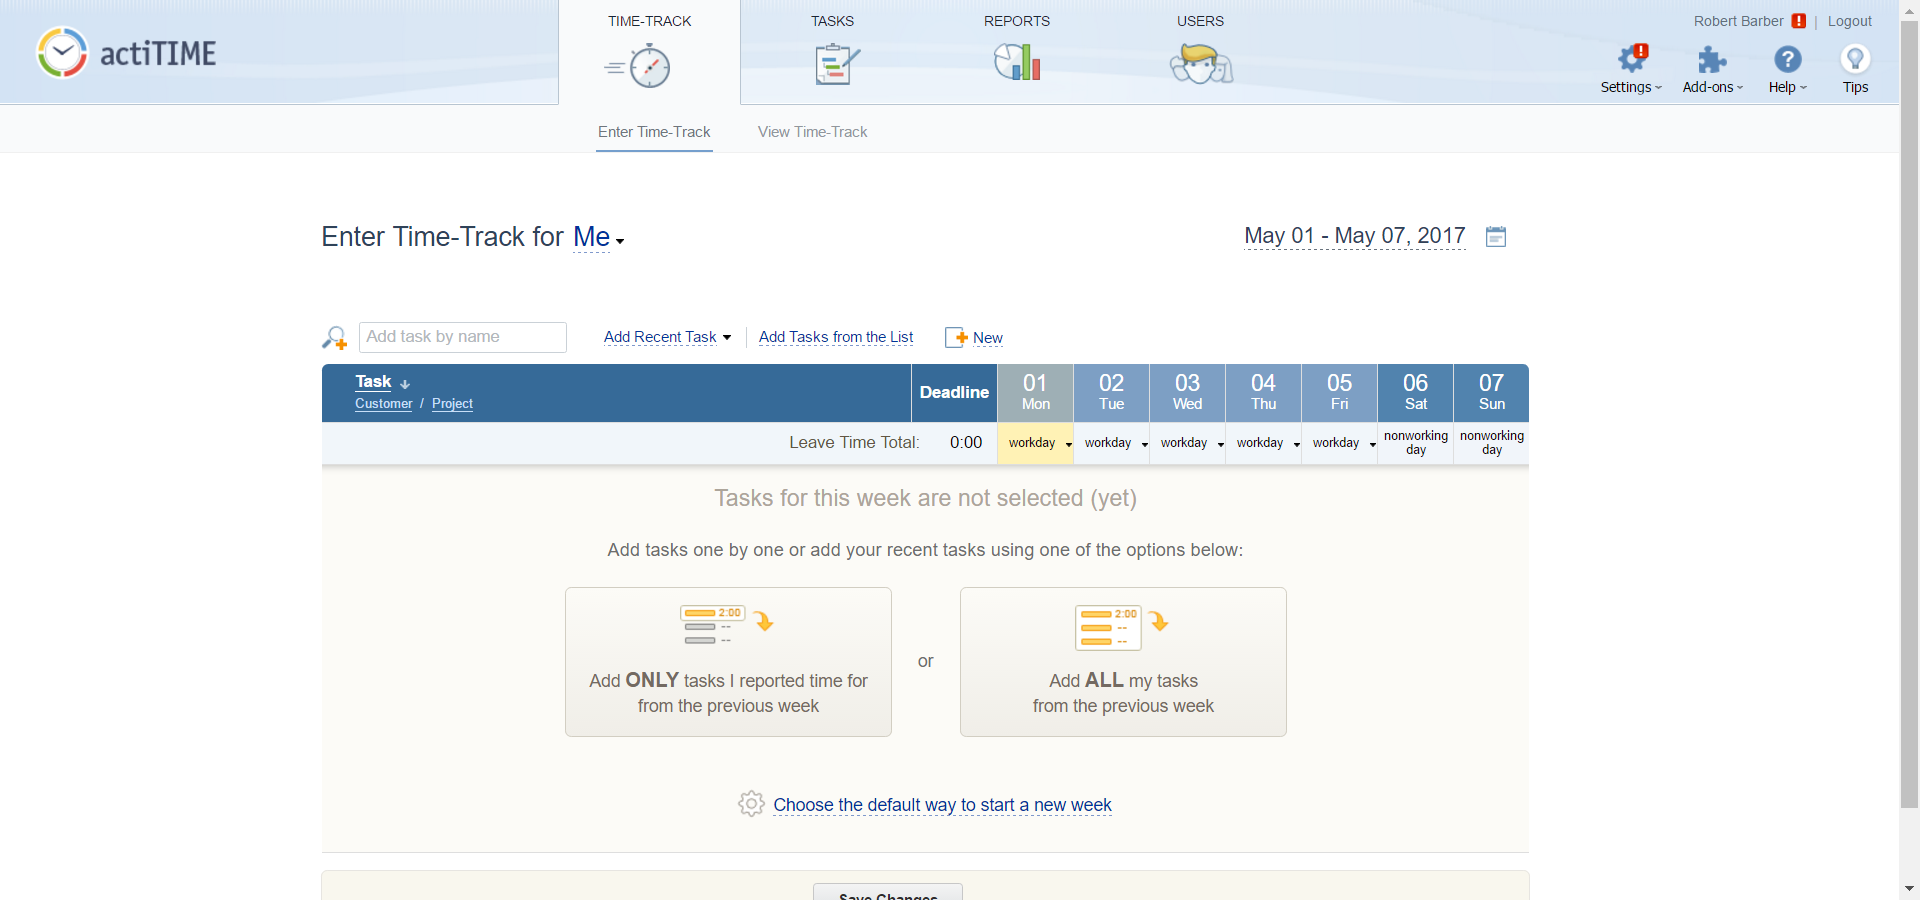 TIME-TRACK
TASKS
REPORTS
USERS
Robert Barber ! | Logout
actiTIME
Settings
Add-ons
Help
Tips
Enter Time-Track
View Time-Track
Enter Time-Track for Me
May 01 - May 07, 2017
Add task by name
Add Recent Task
Add Tasks from the List
New
Task
Customer / Project
Deadline
01 Mon
02 Tue
03 Wed
04 Thu
05 Fri
06 Sat
07 Sun
Leave Time Total: 0:00
workday
workday
workday
workday
workday
nonworking day
nonworking day
Tasks for this week are not selected (yet)
Add tasks one by one or add your recent tasks using one of the options below:
2:00
Add ONLY tasks I reported time for
from the previous week
or
2:00
Add ALL my tasks
from the previous week
Choose the default way to start a new week
Save Changes